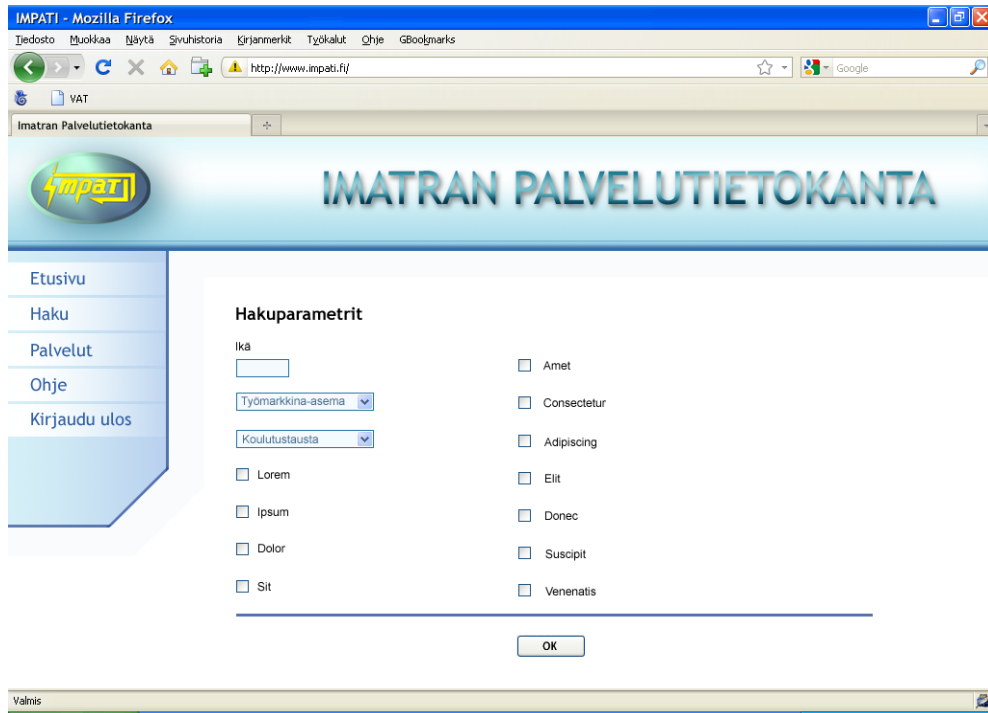 IMPATI - Mozilla Firefox
Tiedosto Muokkaa Näytä Sivuhistoria Kirjanmerkit Työkalut Ohje GBookmarks
http://www.impati.fi/
Google
VAT
Imatran Palvelutietokanta
impaTI
IMATRAN PALVELUTIETOKANTA
Etusivu
Haku
Palvelut
Ohje
Kirjaudu ulos
Hakuparametrit
Ikä
Työmarkkina-asema
Koulutustausta
Lorem
Ipsum
Dolor
Sit
Amet
Consectetur
Adipiscing
Elit
Donec
Suscipit
Venenatis
OK
Valmis